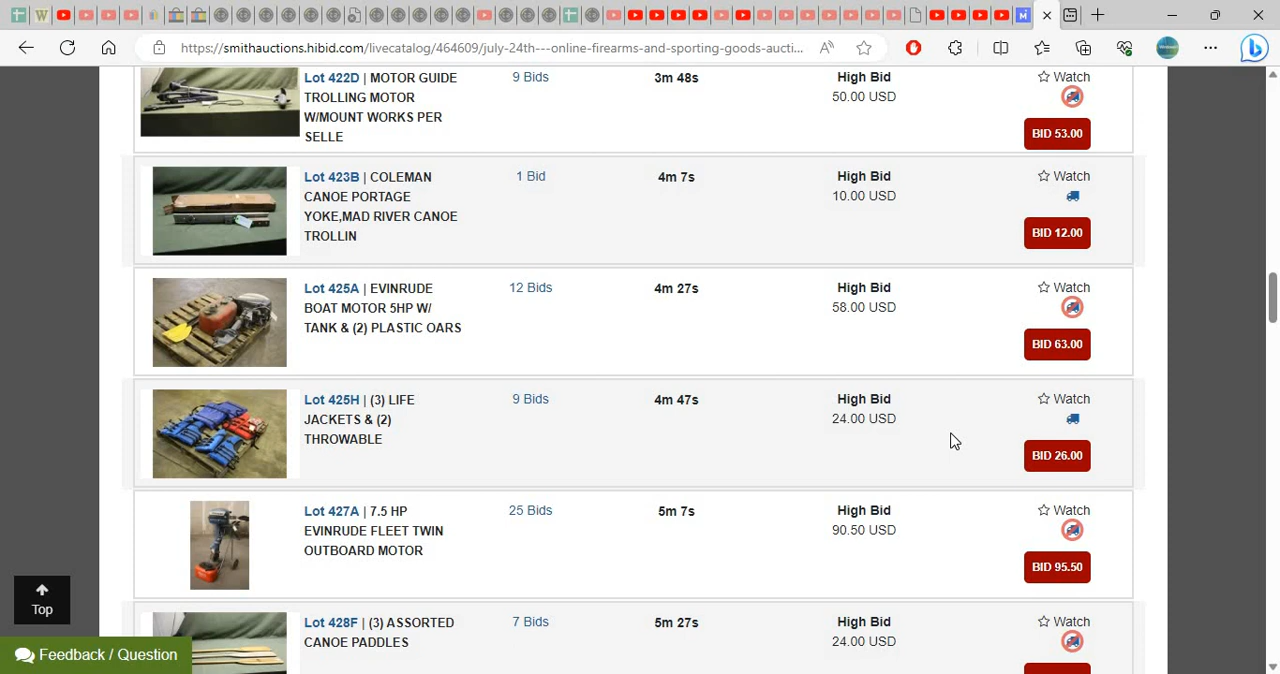 https://smithauctions.hibid.com/livecatalog/464609/july-24th---online-firearms-and-sporting-goods-aucti...
Lot 422D | MOTOR GUIDE
TROLLING MOTOR
W/MOUNT WORKS PER
SELLE
9 Bids
3m 48s
High Bid
50.00 USD
Watch
BID 53.00
Lot 423B | COLEMAN
CANOE PORTAGE
YOKE,MAD RIVER CANOE
TROLLIN
1 Bid
4m 7s
High Bid
10.00 USD
Watch
BID 12.00
Lot 425A | EVINRUDE
BOAT MOTOR 5HP W/
TANK & (2) PLASTIC OARS
12 Bids
4m 27s
High Bid
58.00 USD
Watch
BID 63.00
Lot 425H | (3) LIFE
JACKETS & (2)
THROWABLE
9 Bids
4m 47s
High Bid
24.00 USD
Watch
BID 26.00
Lot 427A | 7.5 HP
EVINRUDE FLEET TWIN
OUTBOARD MOTOR
25 Bids
5m 7s
High Bid
90.50 USD
Watch
BID 95.50
Lot 428F | (3) ASSORTED
CANOE PADDLES
7 Bids
5m 27s
High Bid
24.00 USD
Watch
Top
Feedback / Question